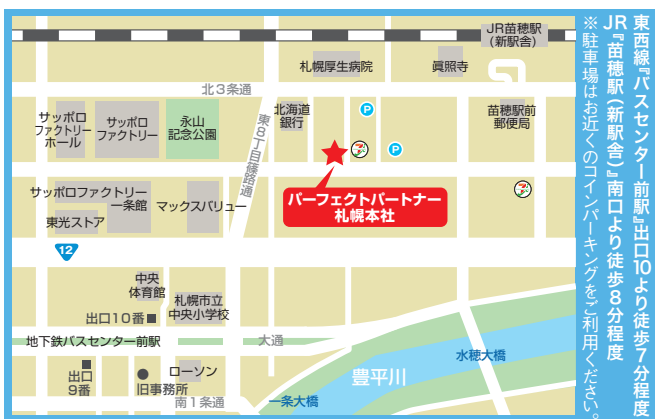 東西線『バスセンター前駅』出口10より徒歩7分程度
JR『苗穂駅(新駅舎)』南口より徒歩8分程度
※駐車場はお近くのコインパーキングをご利用ください。
JR苗穂駅
(新駅舎)
札幌厚生病院
眞照寺
北3条通
サッポロ
ファクトリー
ホール
サッポロ
ファクトリー
永山
記念公園
東8丁目篠路通
北海道
銀行
P
苗穂駅前
郵便局
P
パーフェクトパートナー
札幌本社
サッポロファクトリー
一条館
マックスバリュー
東光ストア
12
中央
体育館
札幌市立
中央小学校
出口10番
地下鉄バスセンター前駅
大通
水穂大橋
豊平川
出口
9番
旧事務所
ローソン
南1条通
一条大橋